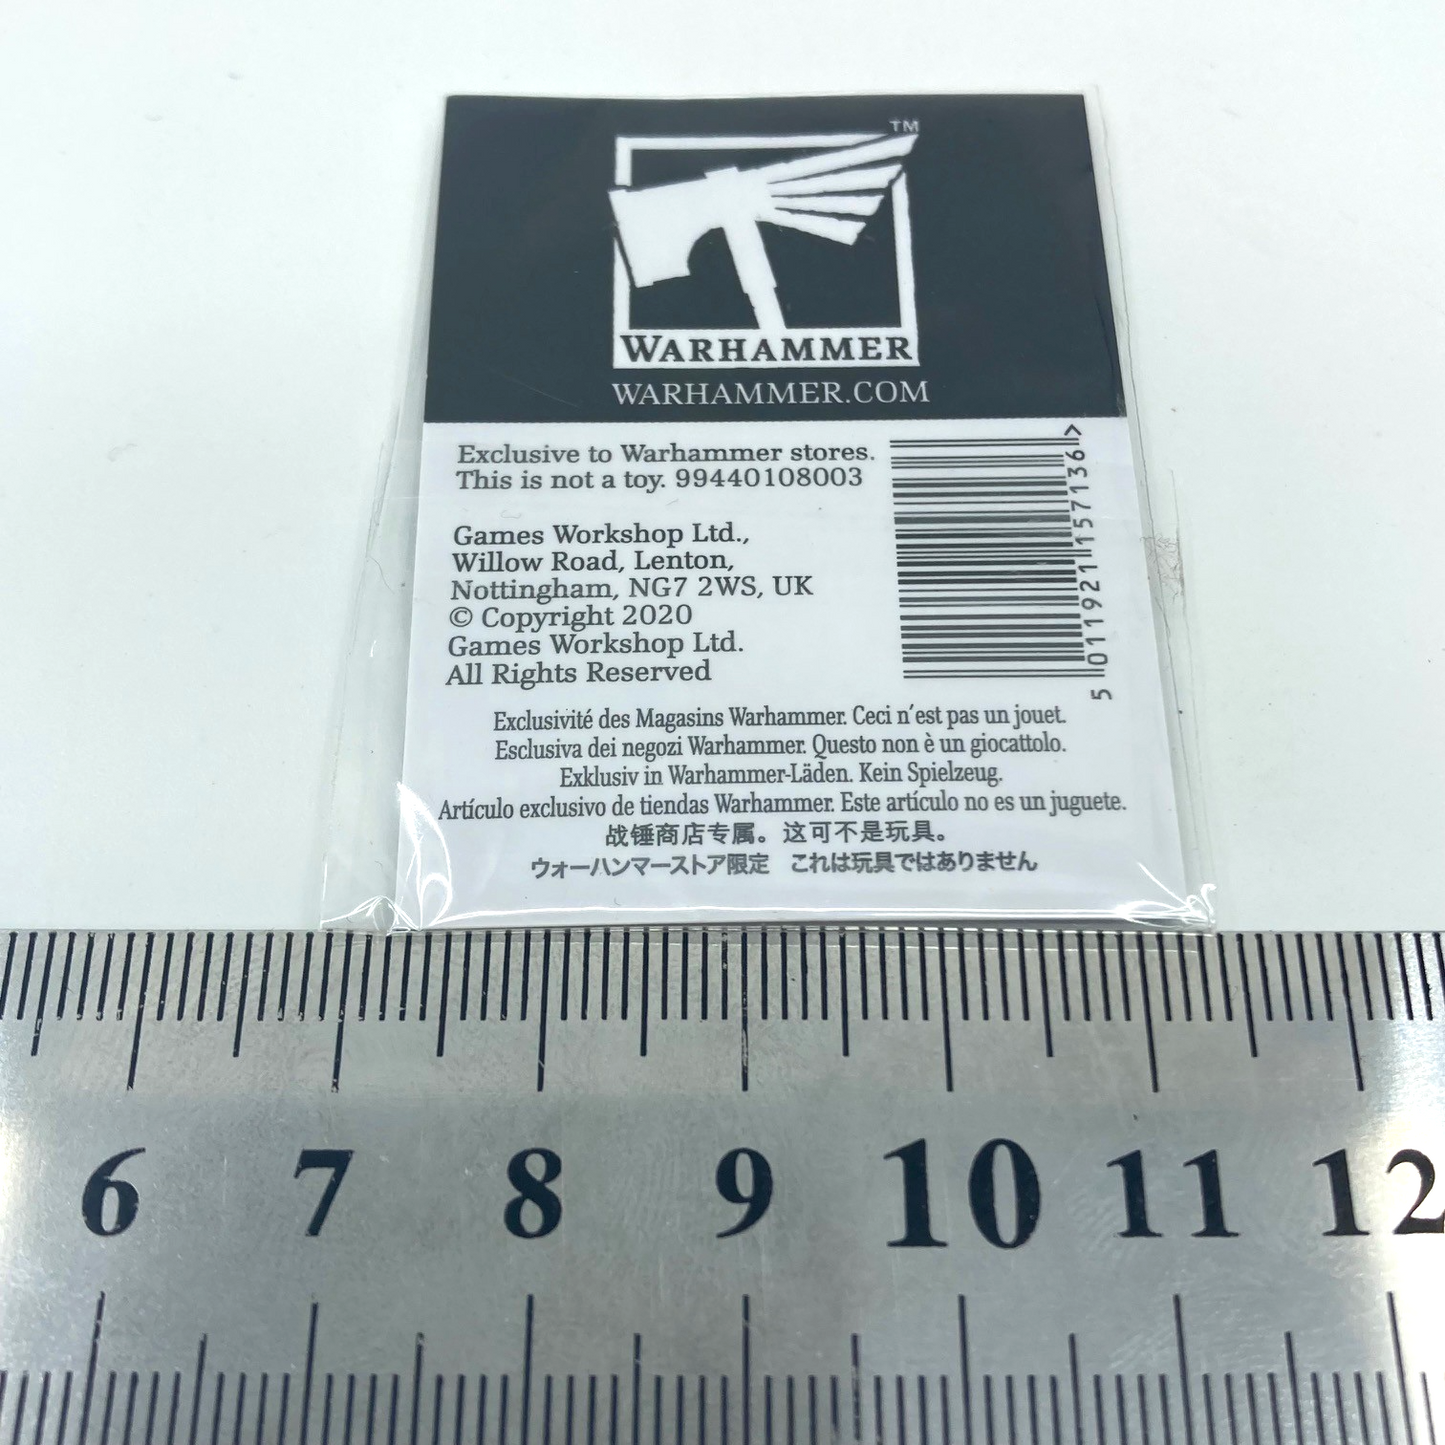 TM
WARHAMMER
WARHAMMER.COM
Exclusive to Warhammer stores.
This is not a toy. 99440108003
Games Workshop Ltd.,
Willow Road, Lenton,
Nottingham, NG7 2WS, UK
© Copyright 2020
Games Workshop Ltd.
All Rights Reserved
5 011921 157136 >
Exclusivité des Magasins Warhammer. Ceci n'est pas un jouet.
Esclusiva dei negozi Warhammer. Questo non è un giocattolo.
Exklusiv in Warhammer-Läden. Kein Spielzeug.
Artículo exclusivo de tiendas Warhammer. Este artículo no es un juguete.
战锤商店专属。这可不是玩具。
ウォーハンマーストア限定 これは玩具ではありません
6 7 8 9 10 11 12